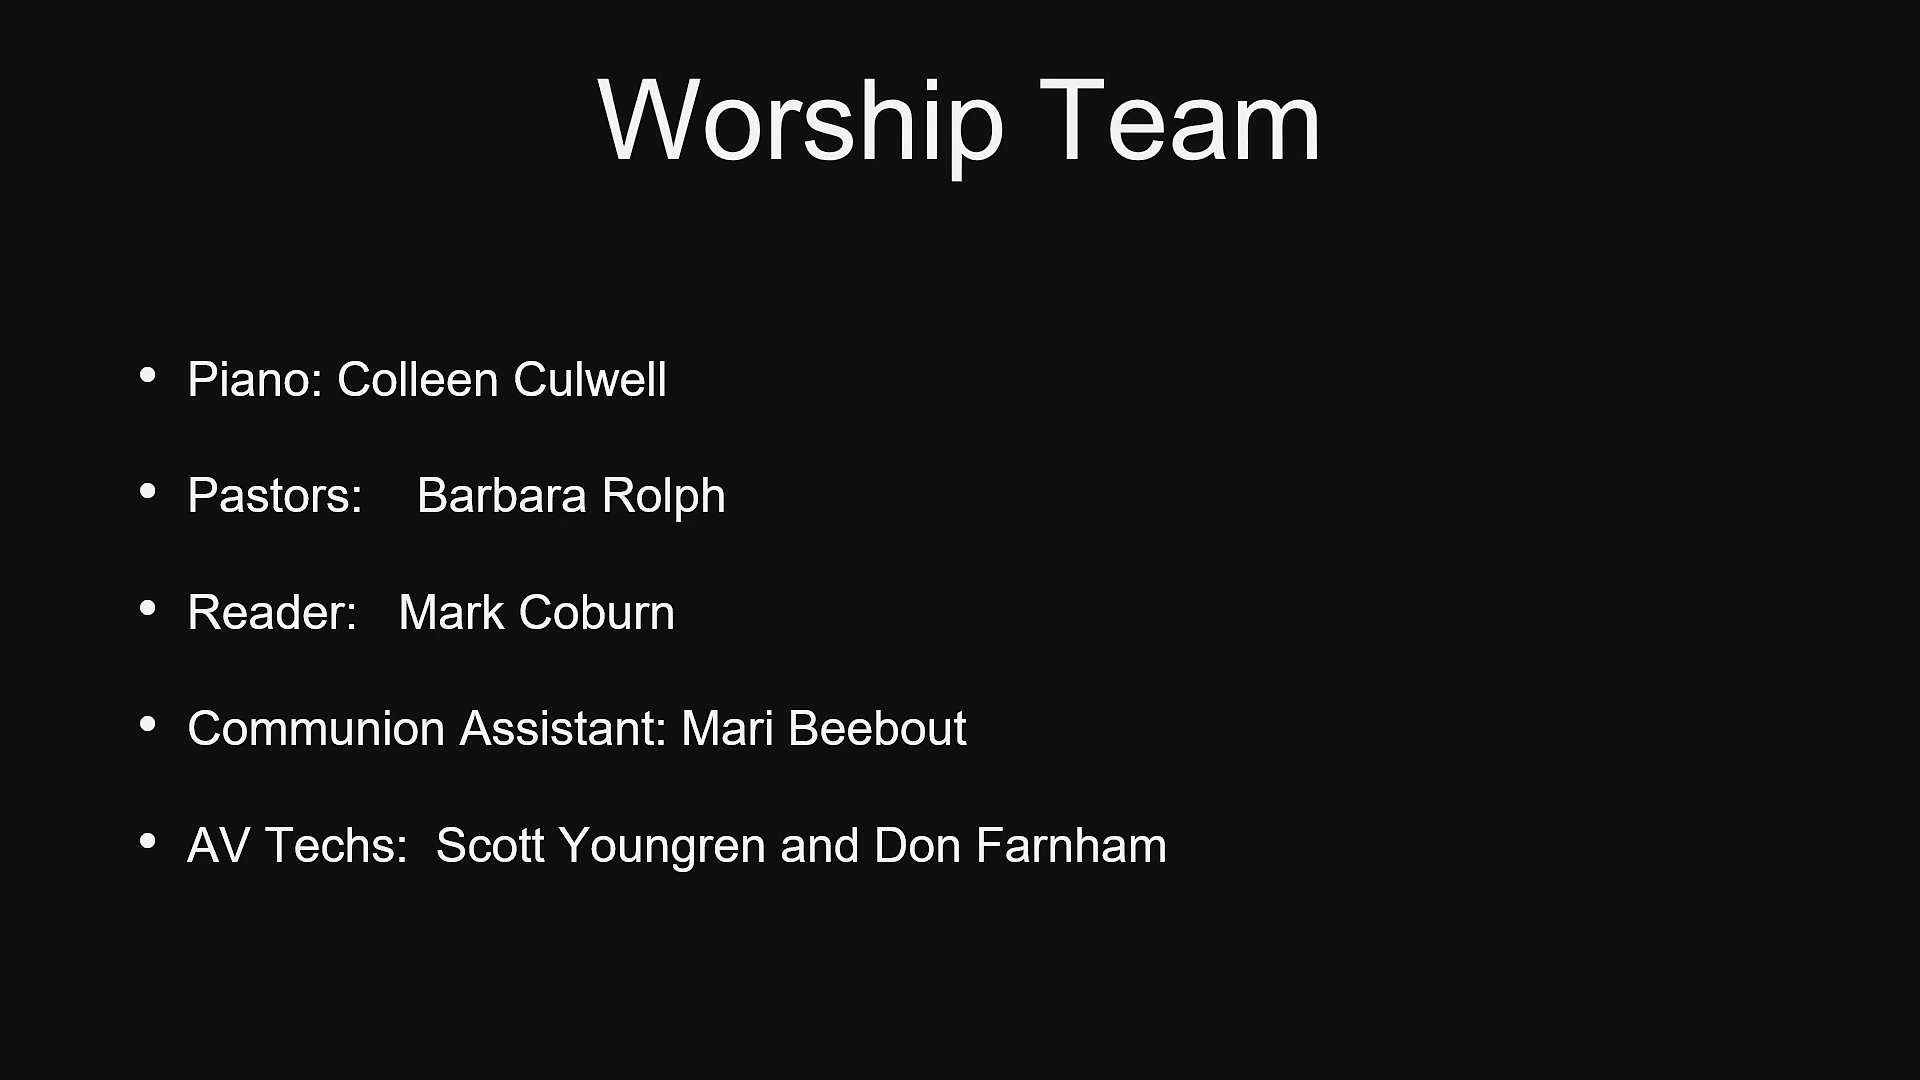 Worship Team
• Piano: Colleen Culwell
• Pastors: Barbara Rolph
• Reader: Mark Coburn
• Communion Assistant: Mari Beebout
• AV Techs: Scott Youngren and Don Farnham